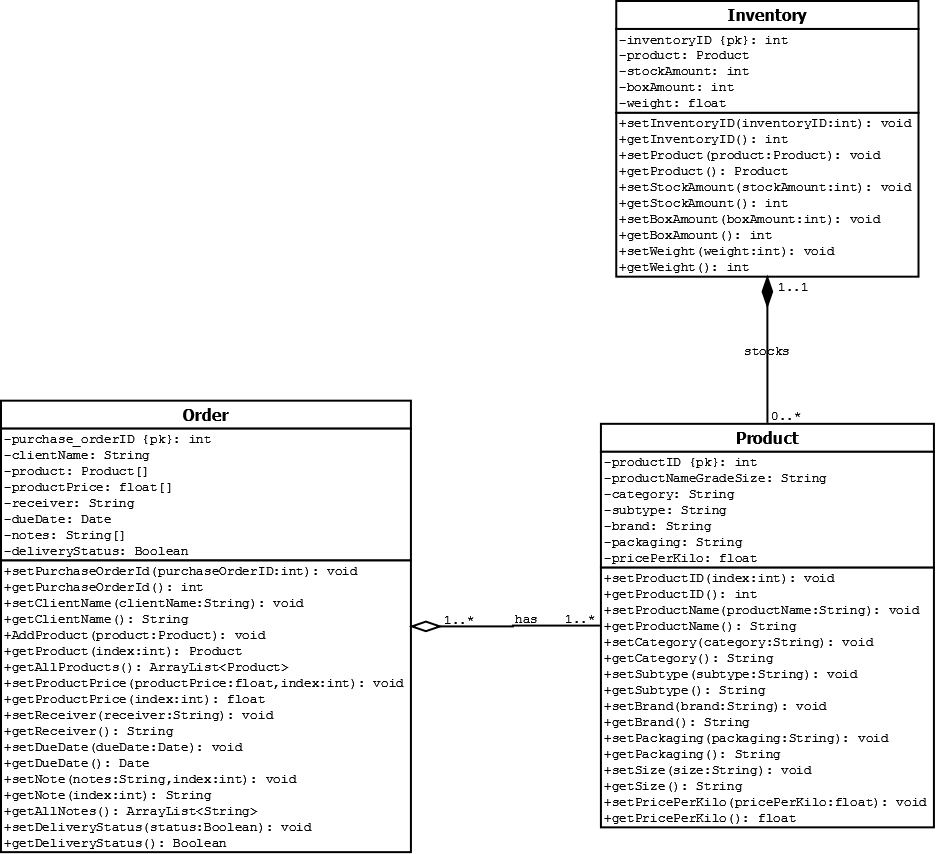 Inventory
-inventoryID {pk}: int
-product: Product
-stockAmount: int
-boxAmount: int
-weight: float
+setInventoryID(inventoryID:int): void
+getInventoryID(): int
+setProduct(product:Product): void
+getProduct(): Product
+setStockAmount(stockAmount:int): void
+getStockAmount(): int
+setBoxAmount(boxAmount:int): void
+getBoxAmount(): int
+setWeight(weight:int): void
+getWeight(): int
1..1
stocks
0..*
Order
-purchase_orderID {pk}: int
-clientName: String
-product: Product[]
-productPrice: float[]
-receiver: String
-dueDate: Date
-notes: String[]
-deliveryStatus: Boolean
+setPurchaseOrderId(purchaseOrderID:int): void
+getPurchaseOrderId(): int
+setClientName(clientName:String): void
+getClientName(): String
+AddProduct(product:Product): void
+getProduct(index:int): Product
+getAllProducts(): ArrayList<Product>
+setProductPrice(productPrice:float,index:int): void
+getProductPrice(index:int): float
+setReceiver(receiver:String): void
+getReceiver(): String
+setDueDate(dueDate:Date): void
+getDueDate(): Date
+setNote(notes:String,index:int): void
+getNote(index:int): String
+getAllNotes(): ArrayList<String>
+setDeliveryStatus(status:Boolean): void
+getDeliveryStatus(): Boolean
1..*
has
1..*
Product
-productID {pk}: int
-productNameGradeSize: String
-category: String
-subtype: String
-brand: String
-packaging: String
-pricePerKilo: float
+setProductID(index:int): void
+getProductID(): int
+setProductName(productName:String): void
+getProductName(): String
+setCategory(category:String): void
+getCategory(): String
+setSubtype(subtype:String): void
+getSubtype(): String
+setBrand(brand:String): void
+getBrand(): String
+setPackaging(packaging:String): void
+getPackaging(): String
+setSize(size:String): void
+getSize(): String
+setPricePerKilo(pricePerKilo:float): void
+getPricePerKilo(): float